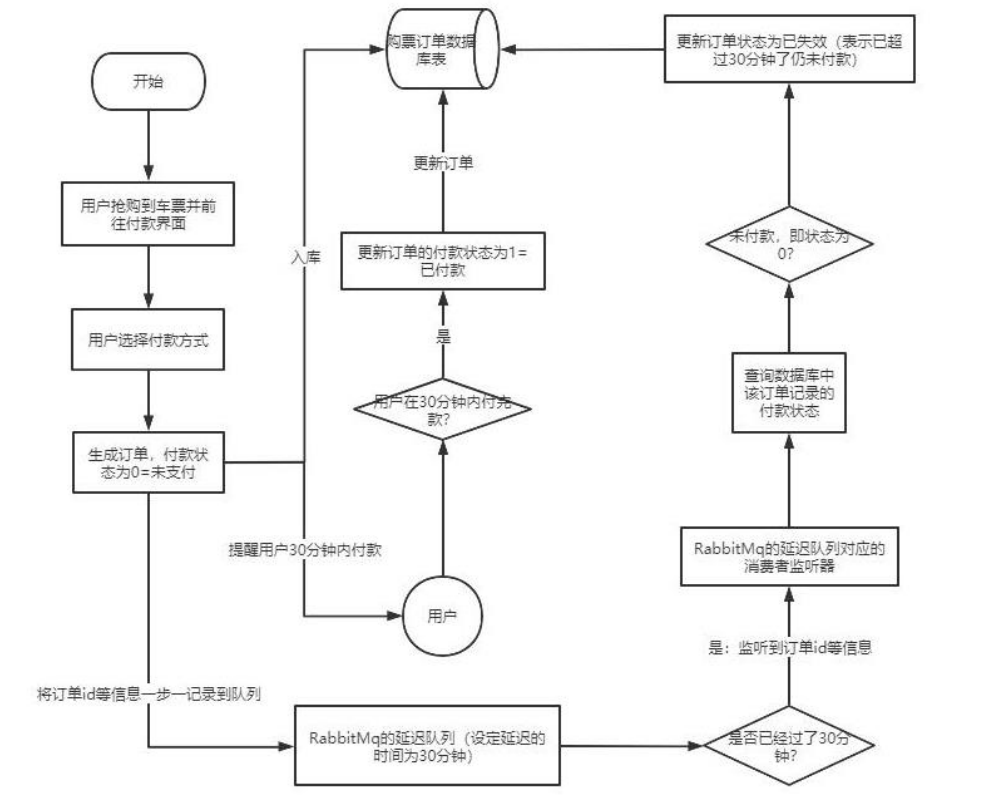 开始
用户抢购到车票并前
往付款界面
用户选择付款方式
生成订单，付款状
态为0=未支付
入库
提醒用户30分钟内付款
将订单id等信息一步一记录到队列
购票订单数据
库表
更新订单
更新订单的付款状态为1=
已付款
是
用户在30分钟内付完
款？
用户
RabbitMq的延迟队列（设定延迟的
时间为30分钟）
更新订单状态为已失效（表示已超
过30分钟了仍未付款）
未付款，即状态为
0？
查询数据库中
该订单记录的
付款状态
RabbitMq的延迟队列对应的
消费者监听器
是：监听到订单id等信息
是否已经过了30分
钟？